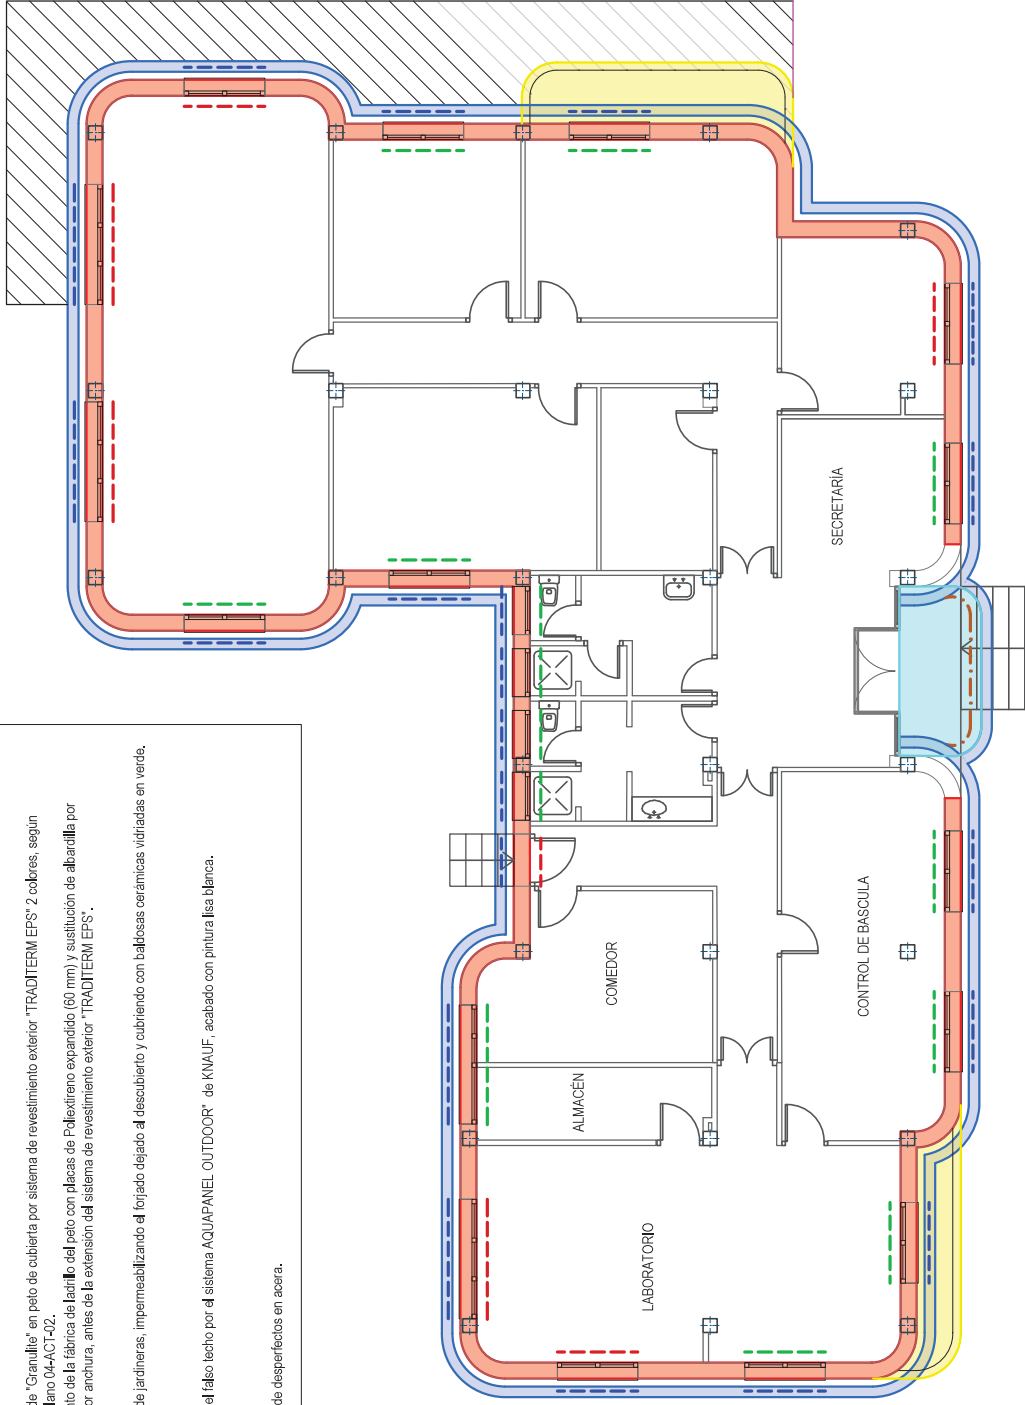 de "Granulite" en peto de cubierta por sistema de revestimiento exterior "TRADITERM EPS" 2 colores, según
lano 04-ACT-02.
nto de la fábrica de ladrillo del peto con placas de Poliextireno expandido (60 mm) y sustitución de albardilla por
or anchura, antes de la extensión del sistema de revestimiento exterior "TRADITERM EPS".
de jardineras, impermeabilizando el forjado dejado al descubierto y cubriendo con baldosas cerámicas vidriadas en verde.
el falso techo por el sistema AQUAPANEL OUTDOOR" de KNAUF, acabado con pintura lisa blanca.
de desperfectos en acera.
SECRETARÍA
COMEDOR
CONTROL DE BASCULA
ALMACÉN
LABORATORIO